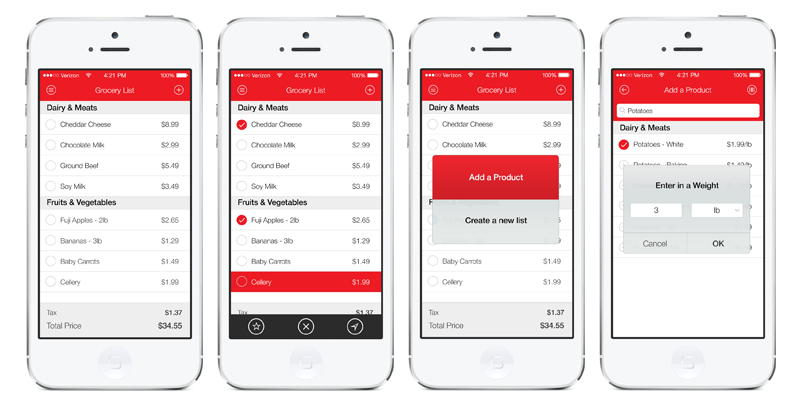 Verizon 4:21 PM 100%
Grocery List
Dairy & Meats
Cheddar Cheese $8.99
Chocolate Milk $2.99
Ground Beef $5.49
Soy Milk $3.49
Fruits & Vegetables
Fuji Apples - 2lb $2.65
Bananas - 3lb $1.29
Baby Carrots $1.49
Cellery $1.99
Tax $1.37
Total Price $34.55
Verizon 4:21 PM 100%
Grocery List
Dairy & Meats
Cheddar Cheese $8.99
Chocolate Milk $2.99
Ground Beef $5.49
Soy Milk $3.49
Fruits & Vegetables
Fuji Apples - 2lb $2.65
Bananas - 3lb $1.29
Baby Carrots $1.49
Cellery $1.99
Tax $1.37
Verizon 4:21 PM 100%
Grocery List
Dairy & Meats
Cheddar Cheese $8.99
Chocolate Milk $2.99
Add a Product
Create a new list
Baby Carrots $1.49
Cellery $1.99
Tax $1.37
Total Price $34.55
Verizon 4:21 PM 100%
Add a Product
Potatoes
Dairy & Meats
Potatoes - White $1.99/lb
Potatoes - Baking $1.49/lb
Enter in a Weight
3 lb
Cancel OK